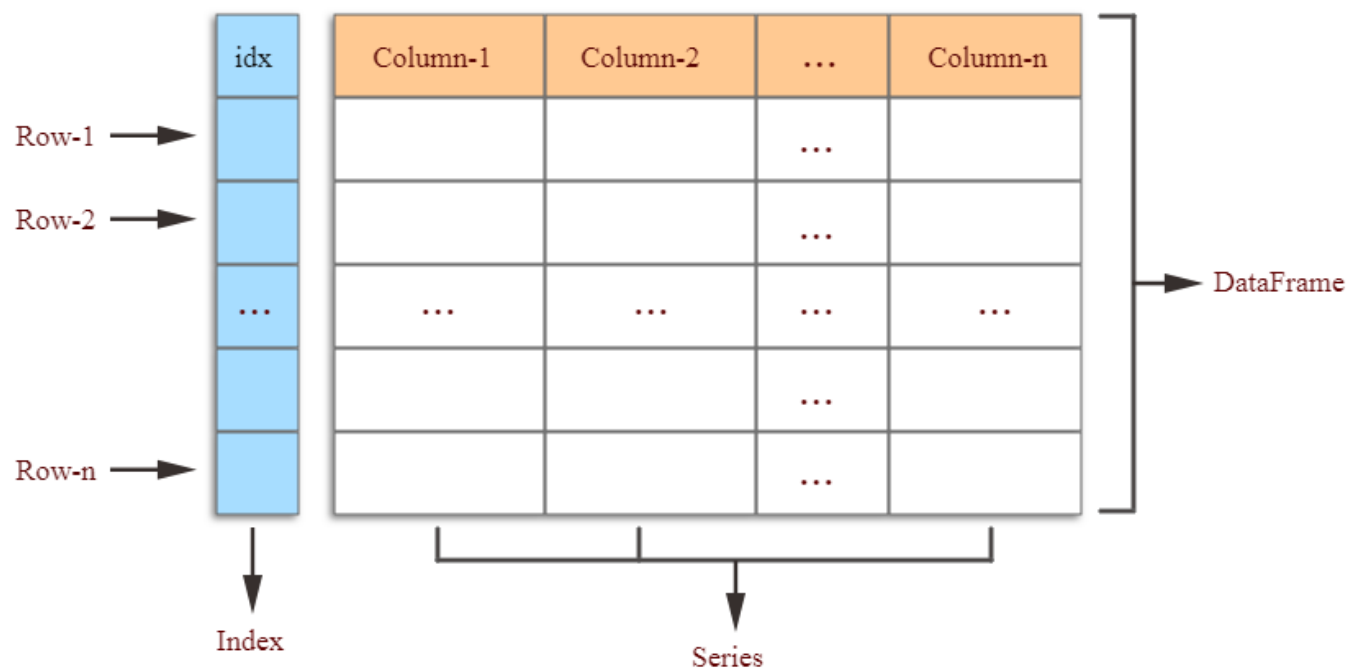 idx Column-1 Column-2 ... Column-n
Row-1 ...
Row-2 ...
... ... ... ... ...
DataFrame
...
Row-n ...
Index
Series